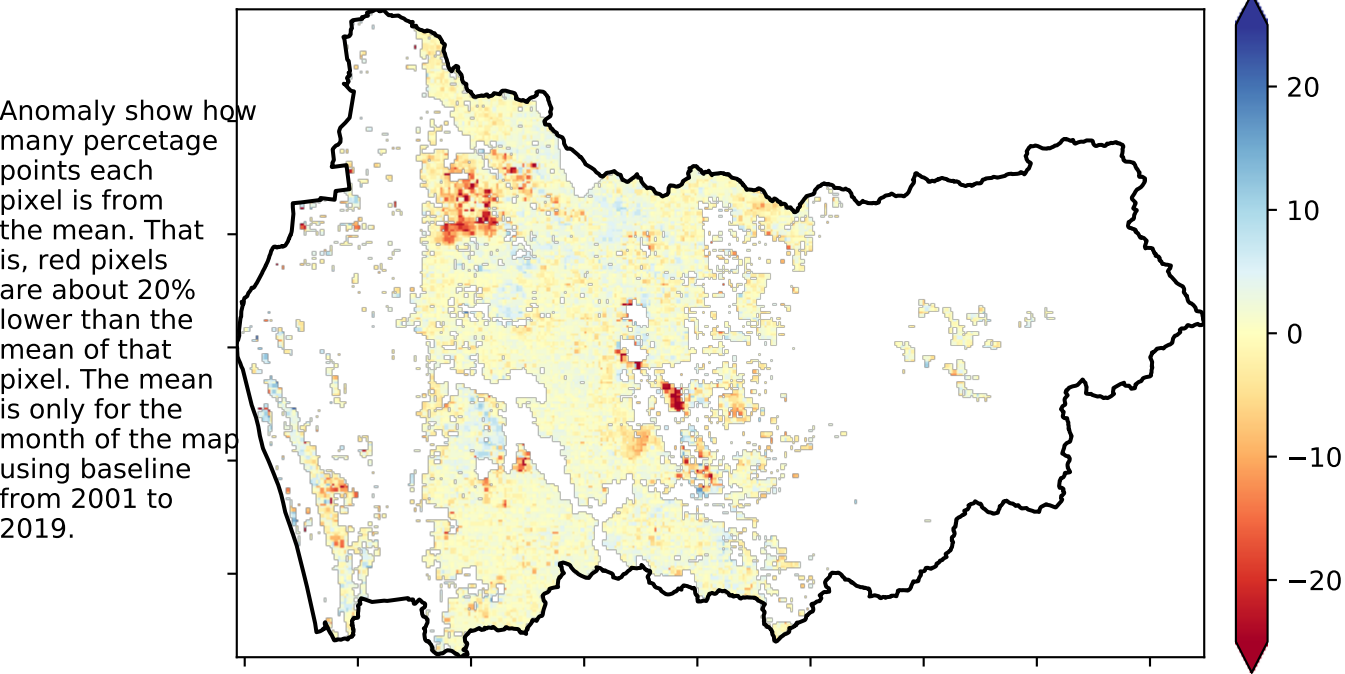 Anomaly show how
many percetage
points each
pixel is from
the mean. That
is, red pixels
are about 20%
lower than the
mean of that
pixel. The mean
is only for the
month of the map
using baseline
from 2001 to
2019.
20
10
0
−10
−20